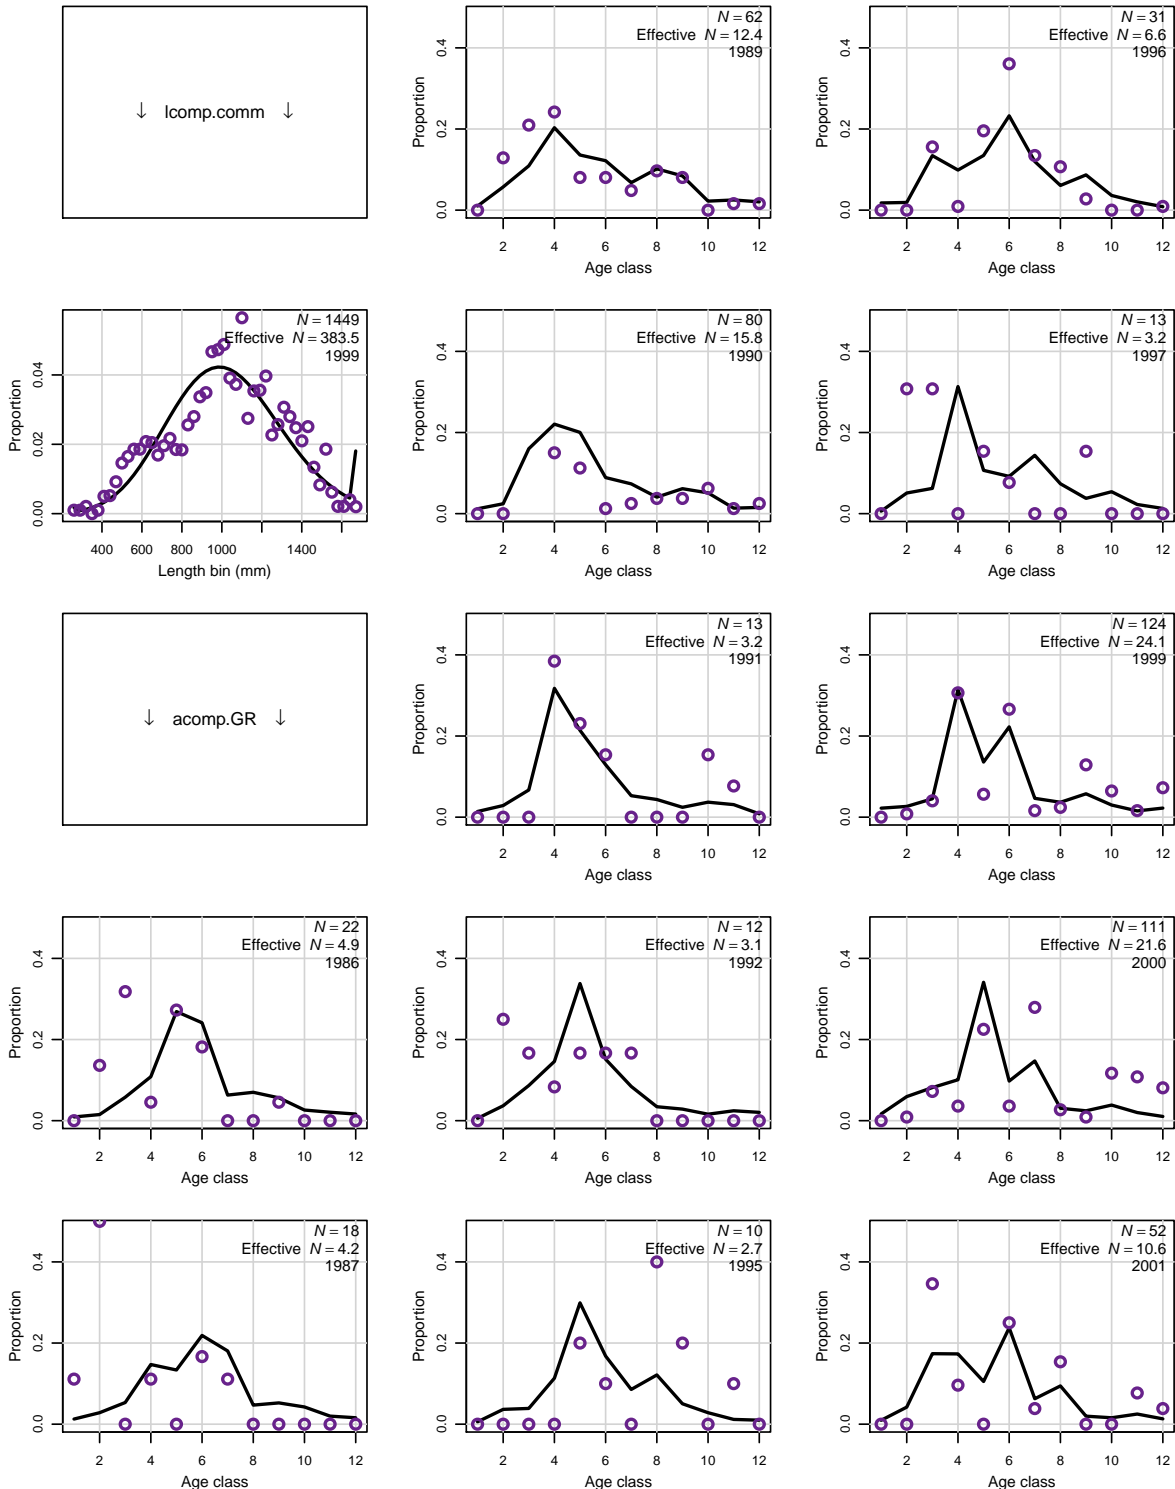 ↓ lcomp.comm ↓
N = 62
Effective N = 12.4
1989
Proportion
0.0 0.2 0.4
2 4 6 8 10 12
Age class
N = 31
Effective N = 6.6
1996
Proportion
0.0 0.2 0.4
2 4 6 8 10 12
Age class
N = 1449
Effective N = 383.5
1999
Proportion
0.00 0.02 0.04
400 600 800 1000 1400
Length bin (mm)
N = 80
Effective N = 15.8
1990
Proportion
0.0 0.2 0.4
2 4 6 8 10 12
Age class
N = 13
Effective N = 3.2
1997
Proportion
0.0 0.2 0.4
2 4 6 8 10 12
Age class
↓ acomp.GR ↓
N = 13
Effective N = 3.2
1991
Proportion
0.0 0.2 0.4
2 4 6 8 10 12
Age class
N = 124
Effective N = 24.1
1999
Proportion
0.0 0.2 0.4
2 4 6 8 10 12
Age class
N = 22
Effective N = 4.9
1986
Proportion
0.0 0.2 0.4
2 4 6 8 10 12
Age class
N = 12
Effective N = 3.1
1992
Proportion
0.0 0.2 0.4
2 4 6 8 10 12
Age class
N = 111
Effective N = 21.6
2000
Proportion
0.0 0.2 0.4
2 4 6 8 10 12
Age class
N = 18
Effective N = 4.2
1987
Proportion
0.0 0.2 0.4
2 4 6 8 10 12
Age class
N = 10
Effective N = 2.7
1995
Proportion
0.0 0.2 0.4
2 4 6 8 10 12
Age class
N = 52
Effective N = 10.6
2001
Proportion
0.0 0.2 0.4
2 4 6 8 10 12
Age class